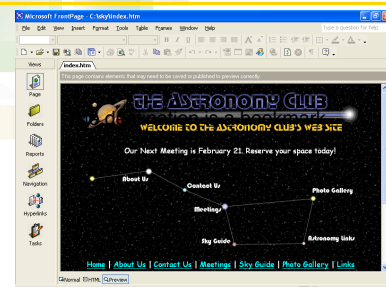 Microsoft FrontPage - C:\sky\index.htm
File Edit View Insert Format Tools Table Frames Window Help Type a question for help
Views
index.htm
This page contains elements that may need to be saved or published to preview correctly.
Page
Folders
Reports
Navigation
Hyperlinks
Tasks
THE ASTRONOMY CLUB
WELCOME TO THE ASTRONOMY CLUB'S WEB SITE
Our Next Meeting is February 21. Reserve your space today!
About Us
Contact Us
Photo Gallery
Meetings
Sky Guide
Astronomy Links
Home | About Us | Contact Us | Meetings | Sky Guide | Photo Gallery | Links
Normal HTML Preview